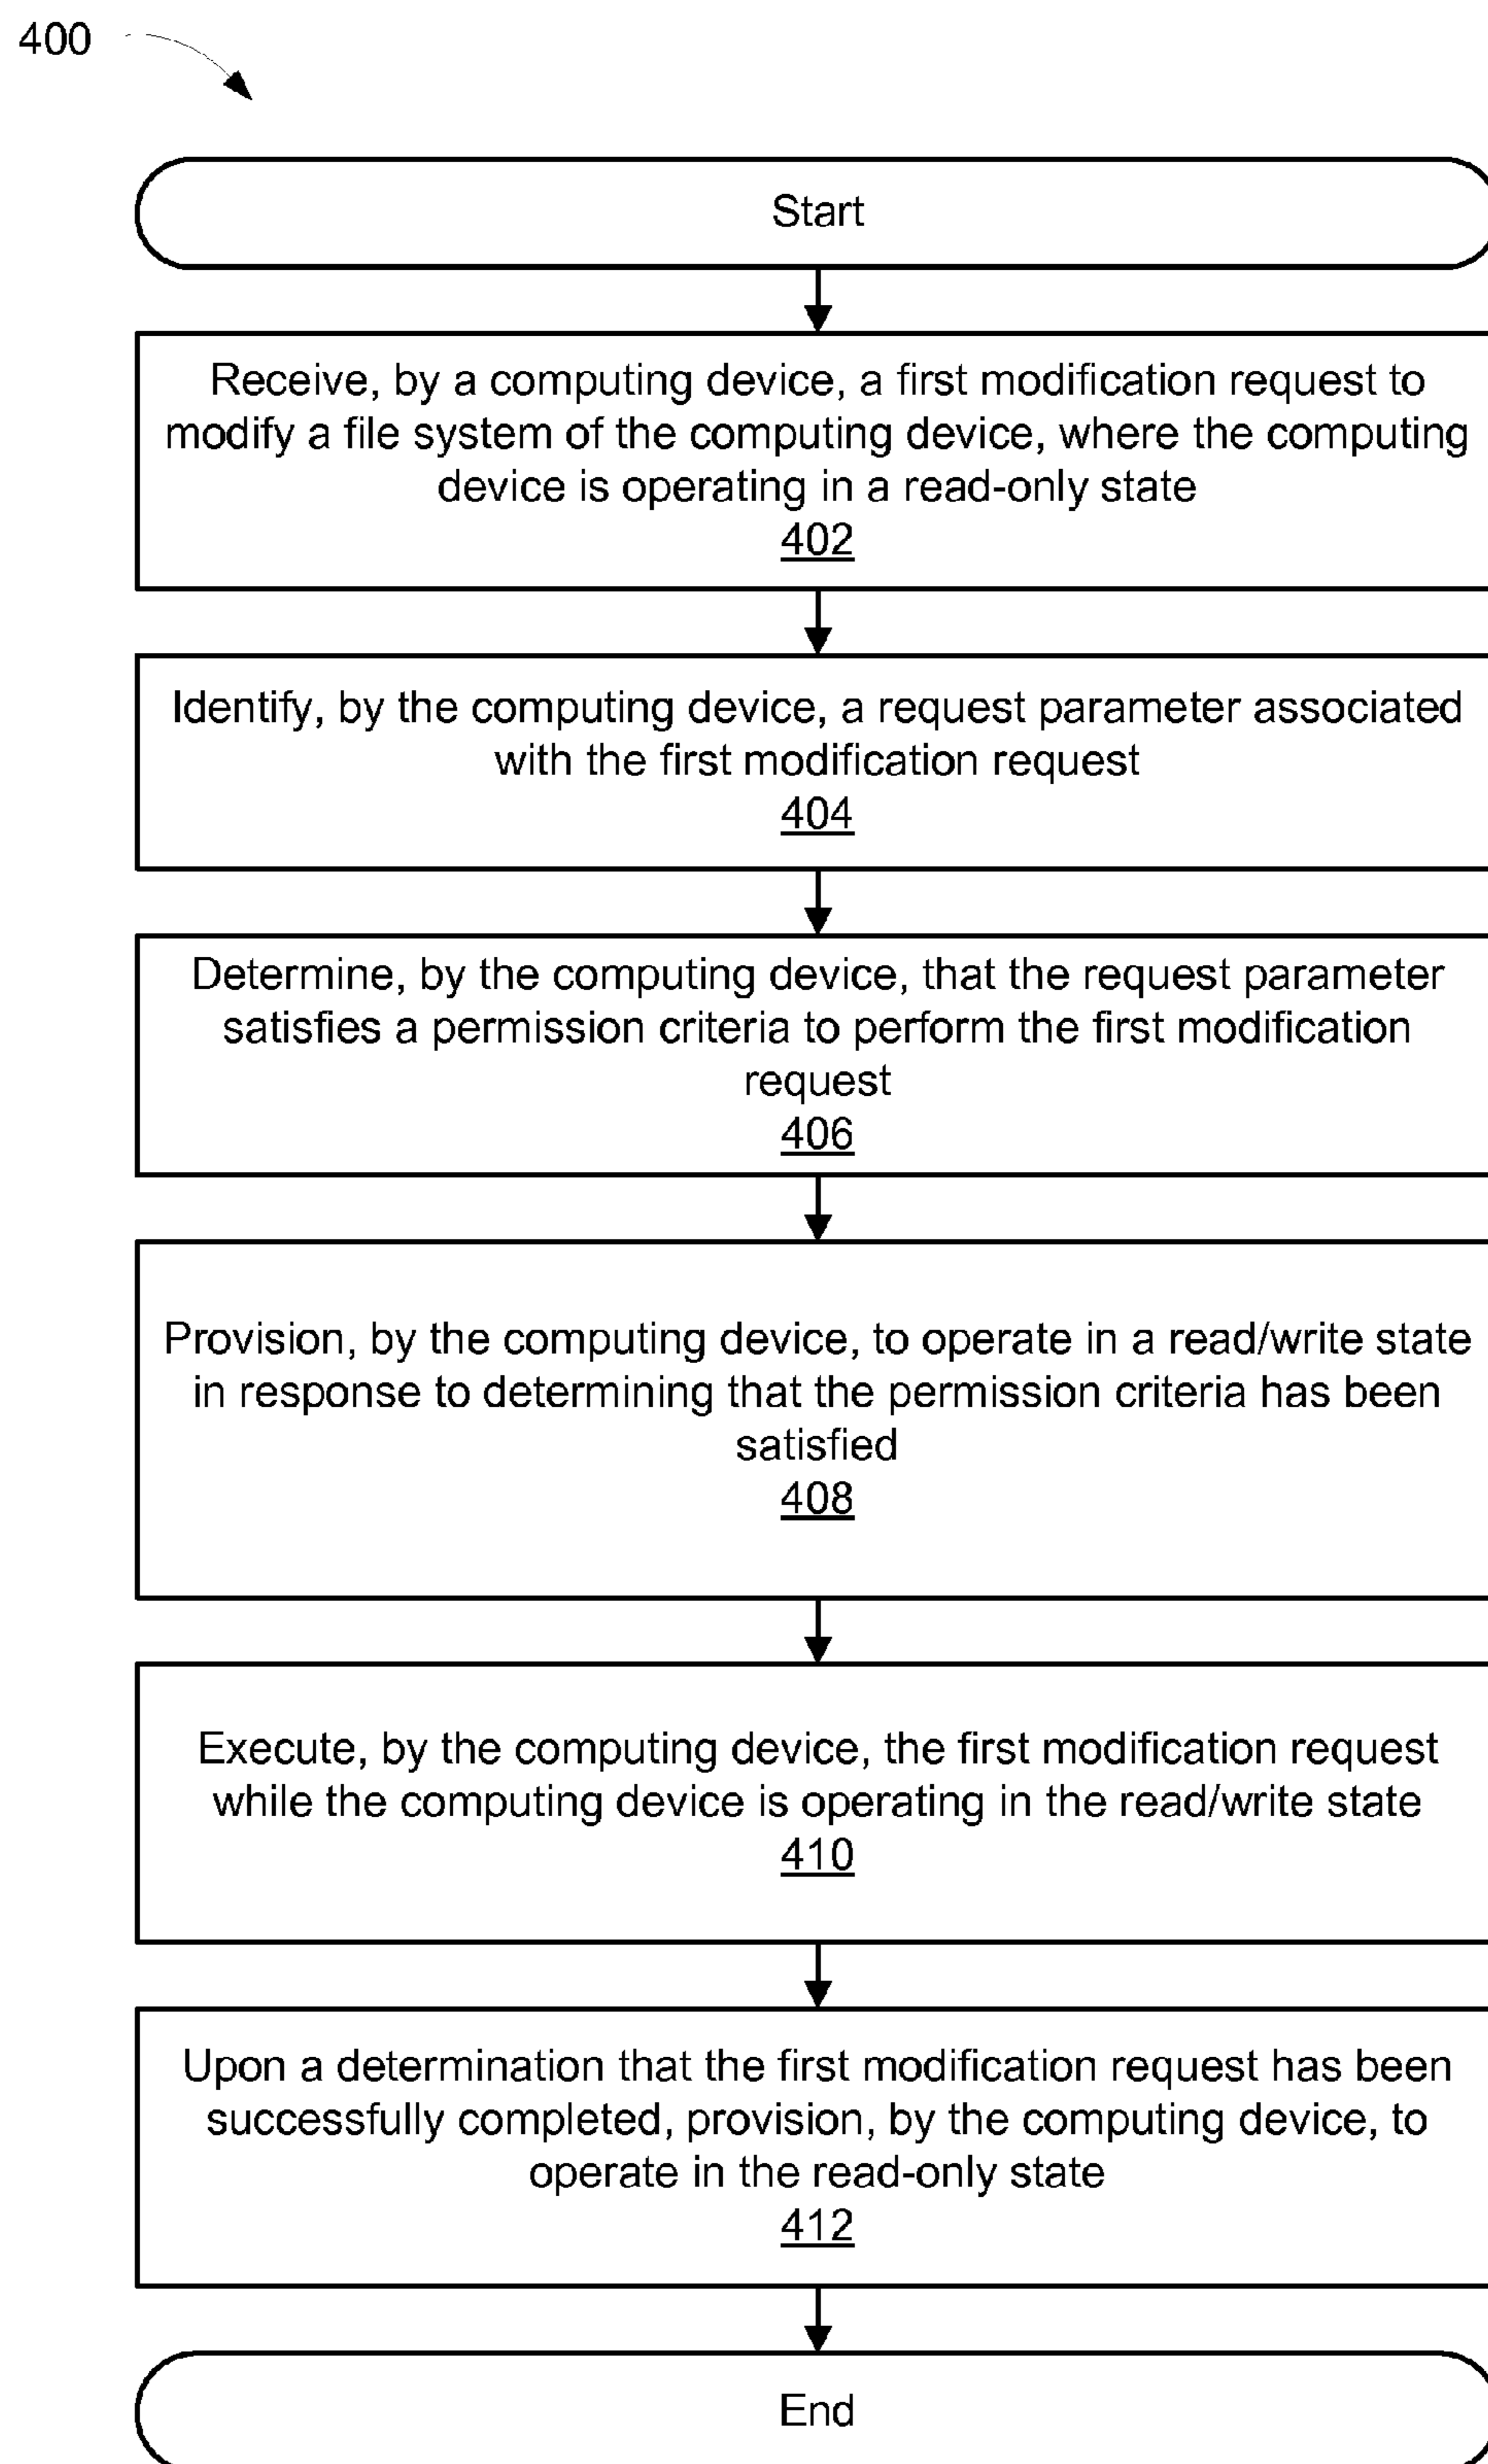 400
Start
Receive, by a computing device, a first modification request to
modify a file system of the computing device, where the computing
device is operating in a read-only state
402
Identify, by the computing device, a request parameter associated
with the first modification request
404
Determine, by the computing device, that the request parameter
satisfies a permission criteria to perform the first modification
request
406
Provision, by the computing device, to operate in a read/write state
in response to determining that the permission criteria has been
satisfied
408
Execute, by the computing device, the first modification request
while the computing device is operating in the read/write state
410
Upon a determination that the first modification request has been
successfully completed, provision, by the computing device, to
operate in the read-only state
412
End